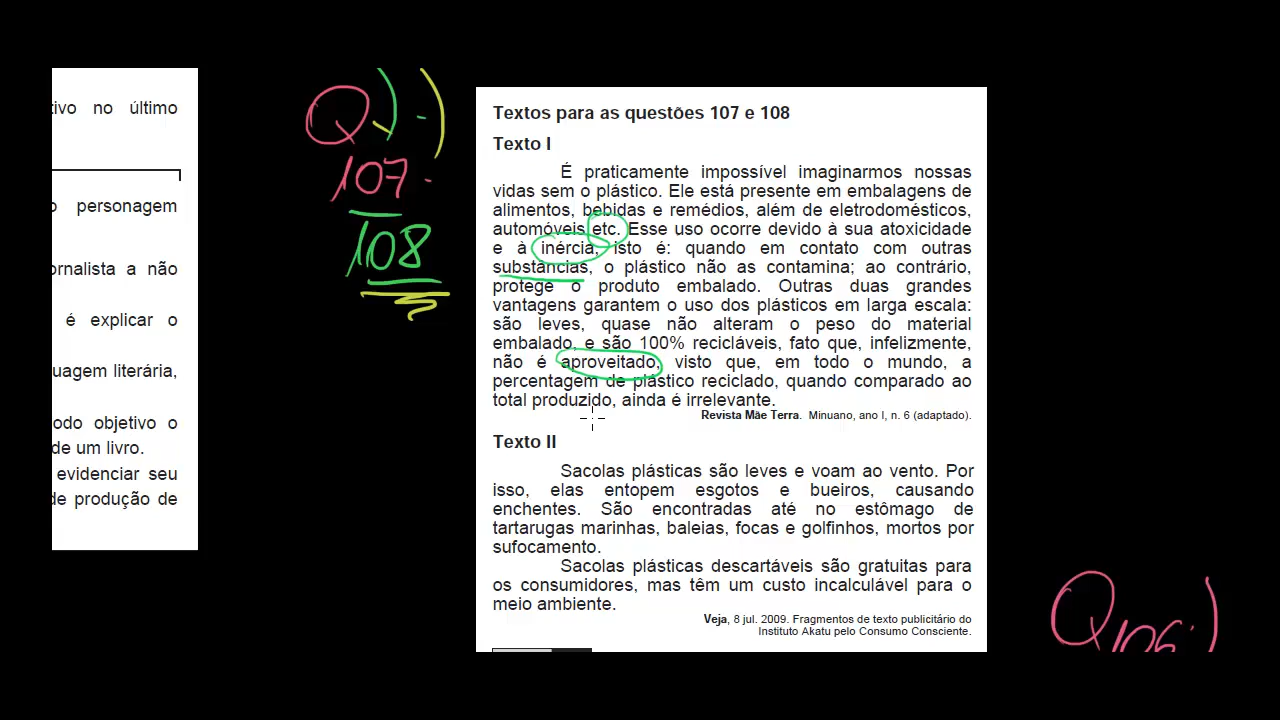 tivo no último
o personagem
ornalista a não
é explicar o
uagem literária,
odo objetivo o
de um livro.
evidenciar seu
de produção de
Q
107
108
Textos para as questões 107 e 108
Texto I
É praticamente impossível imaginarmos nossas
vidas sem o plástico. Ele está presente em embalagens de
alimentos, bebidas e remédios, além de eletrodomésticos,
automóveis etc. Esse uso ocorre devido à sua atoxicidade
e à inércia, isto é: quando em contato com outras
substâncias, o plástico não as contamina; ao contrário,
protege o produto embalado. Outras duas grandes
vantagens garantem o uso dos plásticos em larga escala:
são leves, quase não alteram o peso do material
embalado, e são 100% recicláveis, fato que, infelizmente,
não é aproveitado, visto que, em todo o mundo, a
percentagem de plástico reciclado, quando comparado ao
total produzido, ainda é irrelevante.
Revista Mãe Terra. Minuano, ano I, n. 6 (adaptado).
Texto II
Sacolas plásticas são leves e voam ao vento. Por
isso, elas entopem esgotos e bueiros, causando
enchentes. São encontradas até no estômago de
tartarugas marinhas, baleias, focas e golfinhos, mortos por
sufocamento.
Sacolas plásticas descartáveis são gratuitas para
os consumidores, mas têm um custo incalculável para o
meio ambiente.
Veja, 8 jul. 2009. Fragmentos de texto publicitário do
Instituto Akatu pelo Consumo Consciente.
Q106:)